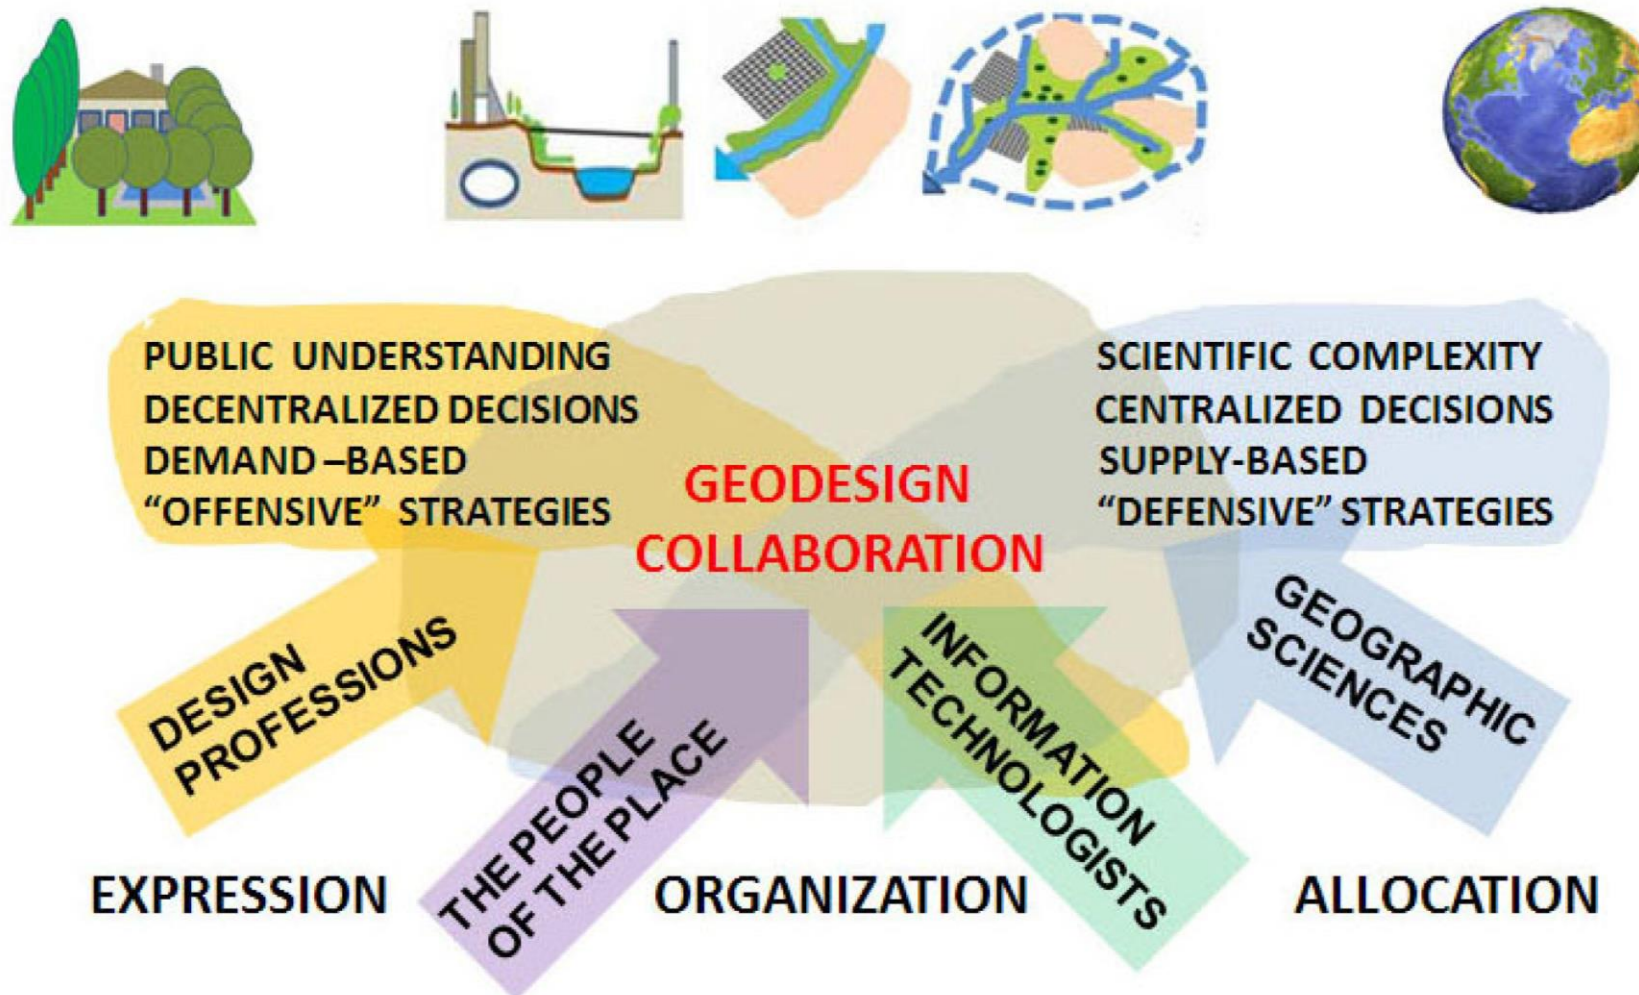 PUBLIC UNDERSTANDING
DECENTRALIZED DECISIONS
DEMAND –BASED
“OFFENSIVE” STRATEGIES
SCIENTIFIC COMPLEXITY
CENTRALIZED DECISIONS
SUPPLY-BASED
“DEFENSIVE” STRATEGIES
GEODESIGN
COLLABORATION
DESIGN
PROFESSIONS
THE PEOPLE
OF THE PLACE
INFORMATION
TECHNOLOGISTS
GEOGRAPHIC
SCIENCES
EXPRESSION
ORGANIZATION
ALLOCATION